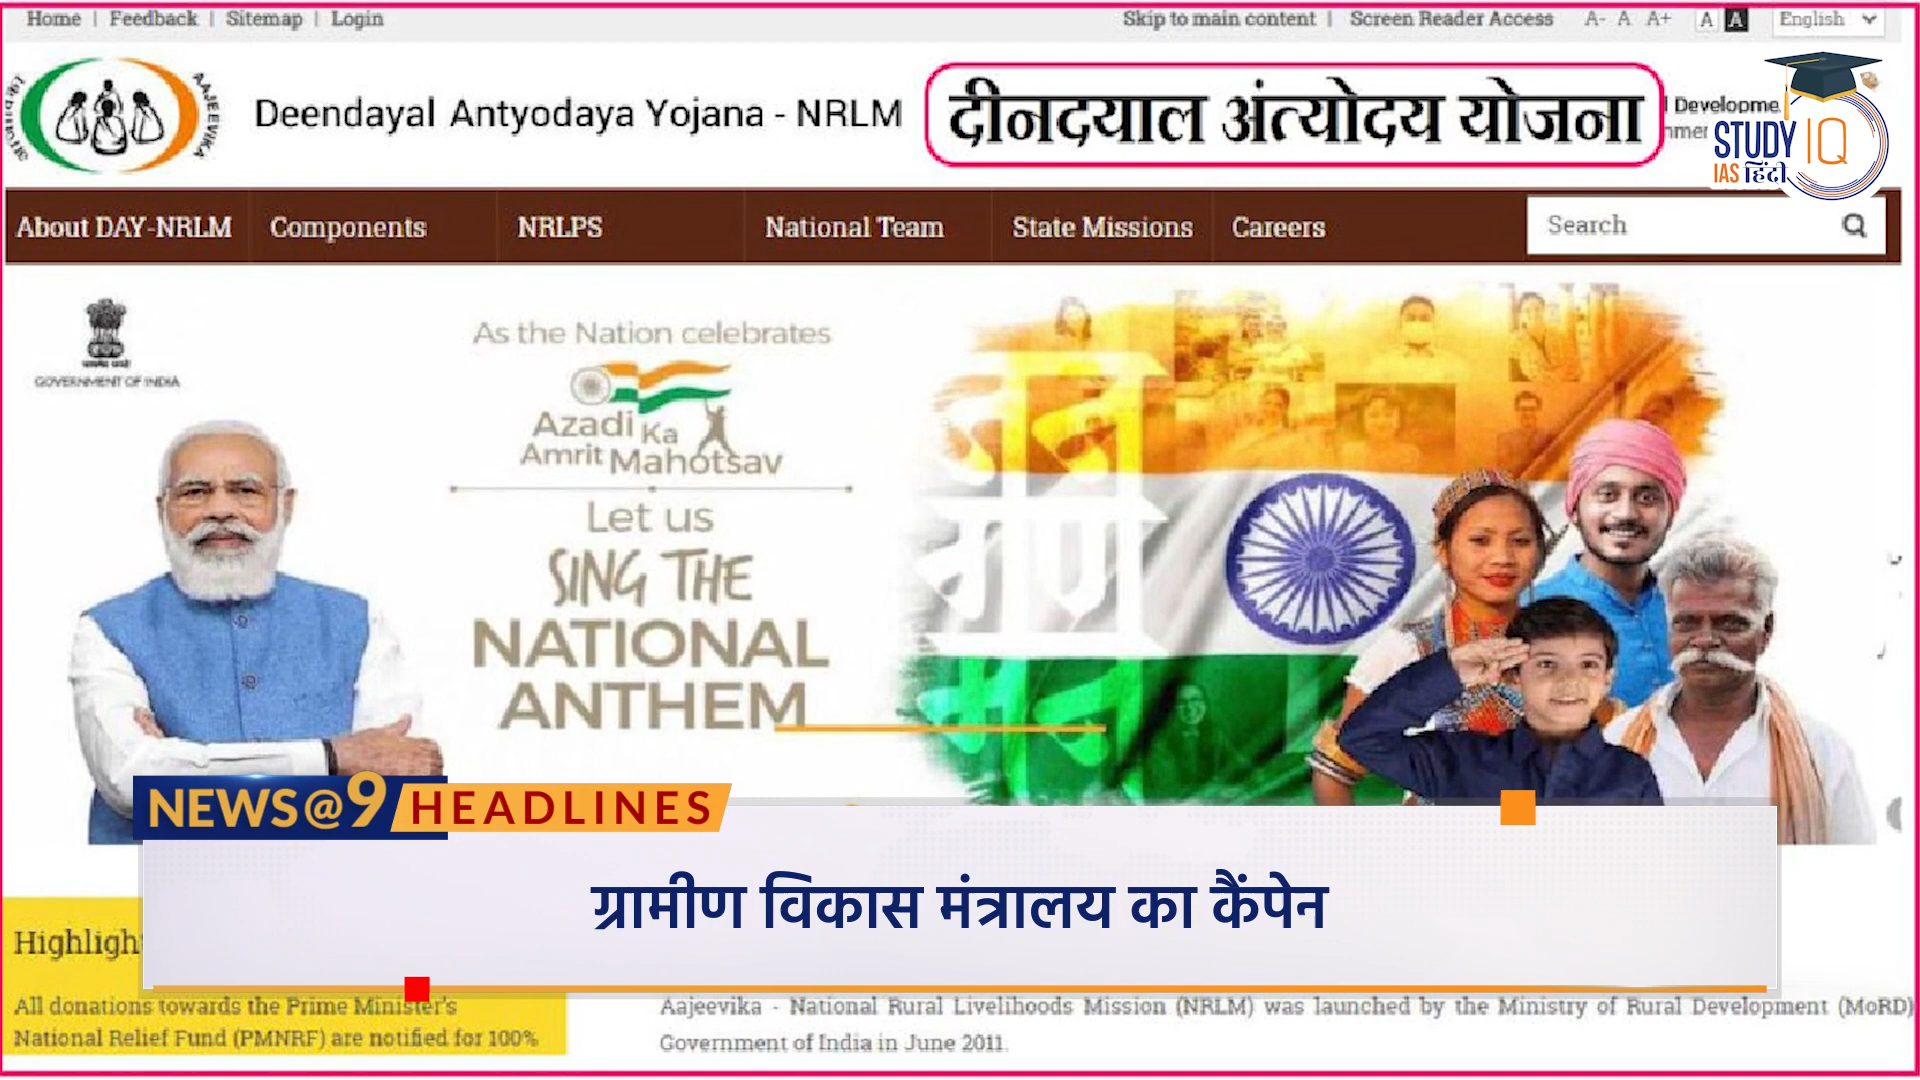 Home | Feedback | Sitemap | Login
Skip to main content | Screen Reader Access A- A A+ A A English
AAJEEVIKA
Deendayal Antyodaya Yojana - NRLM
दीनदयाल अंत्योदय योजना
STUDY IQ
IAS हिंदी
About DAY-NRLM Components NRLPS National Team State Missions Careers Search
GOVERNMENT OF INDIA
As the Nation celebrates
Azadi Ka
Amrit Mahotsav
Let us
SING THE
NATIONAL
ANTHEM
जन
गण
मन
NEWS@9 HEADLINES
ग्रामीण विकास मंत्रालय का कैंपेन
All donations towards the Prime Minister's
National Relief Fund (PMNRF) are notified for 100%
Aajeevika - National Rural Livelihoods Mission (NRLM) was launched by the Ministry of Rural Development (MoRD)
Government of India in June 2011.